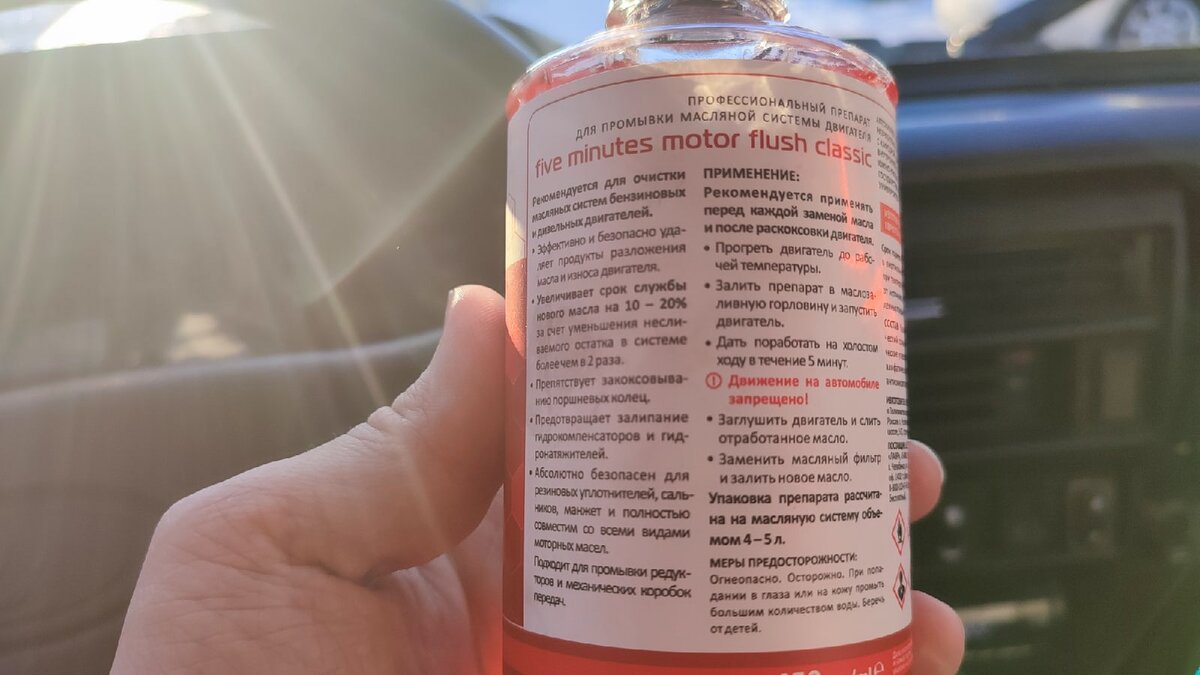 ПРОФЕССИОНАЛЬНЫЙ ПРЕПАРАТ
ДЛЯ ПРОМЫВКИ МАСЛЯНОЙ СИСТЕМЫ ДВИГАТЕЛЯ
five minutes motor flush classic
Рекомендуется для очистки
масляных систем бензиновых
и дизельных двигателей.
• Эффективно и безопасно уда-
ляет продукты разложения
масла и износа двигателя.
• Увеличивает срок службы
нового масла на 10 – 20%
за счет уменьшения несли-
ваемого остатка в системе
более чем в 2 раза.
• Препятствует закоксовыва-
нию поршневых колец.
• Предотвращает залипание
гидрокомпенсаторов и гид-
ронатяжителей.
• Абсолютно безопасен для
резиновых уплотнителей, саль-
ников, манжет и полностью
совместим со всеми видами
моторных масел.
Подходит для промывки редук-
торов и механических коробок
передач.
ПРИМЕНЕНИЕ:
Рекомендуется применять
перед каждой заменой масла
и после раскоксовки двигателя.
• Прогреть двигатель до рабо-
чей температуры.
• Залить препарат в маслоза-
ливную горловину и запустить
двигатель.
• Дать поработать на холостом
ходу в течение 5 минут.
Движение на автомобиле
запрещено!
• Заглушить двигатель и слить
отработанное масло.
• Заменить масляный фильтр
и залить новое масло.
Упаковка препарата рассчита-
на на масляную систему объе-
мом 4 – 5 л.
МЕРЫ ПРЕДОСТОРОЖНОСТИ:
Огнеопасно. Осторожно. При попа-
дании в глаза или на кожу промыть
большим количеством воды. Беречь
от детей.